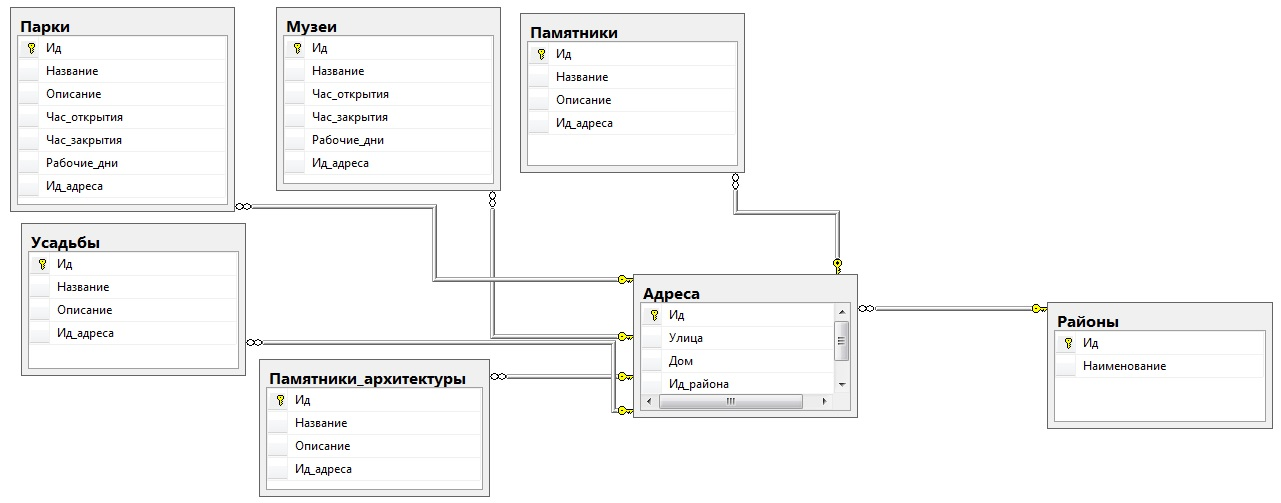 Парки
Ид
Название
Описание
Час_открытия
Час_закрытия
Рабочие_дни
Ид_адреса
Музеи
Ид
Название
Час_открытия
Час_закрытия
Рабочие_дни
Ид_адреса
Памятники
Ид
Название
Описание
Ид_адреса
Усадьбы
Ид
Название
Описание
Ид_адреса
Памятники_архитектуры
Ид
Название
Описание
Ид_адреса
Адреса
Ид
Улица
Дом
Ид_района
Районы
Ид
Наименование